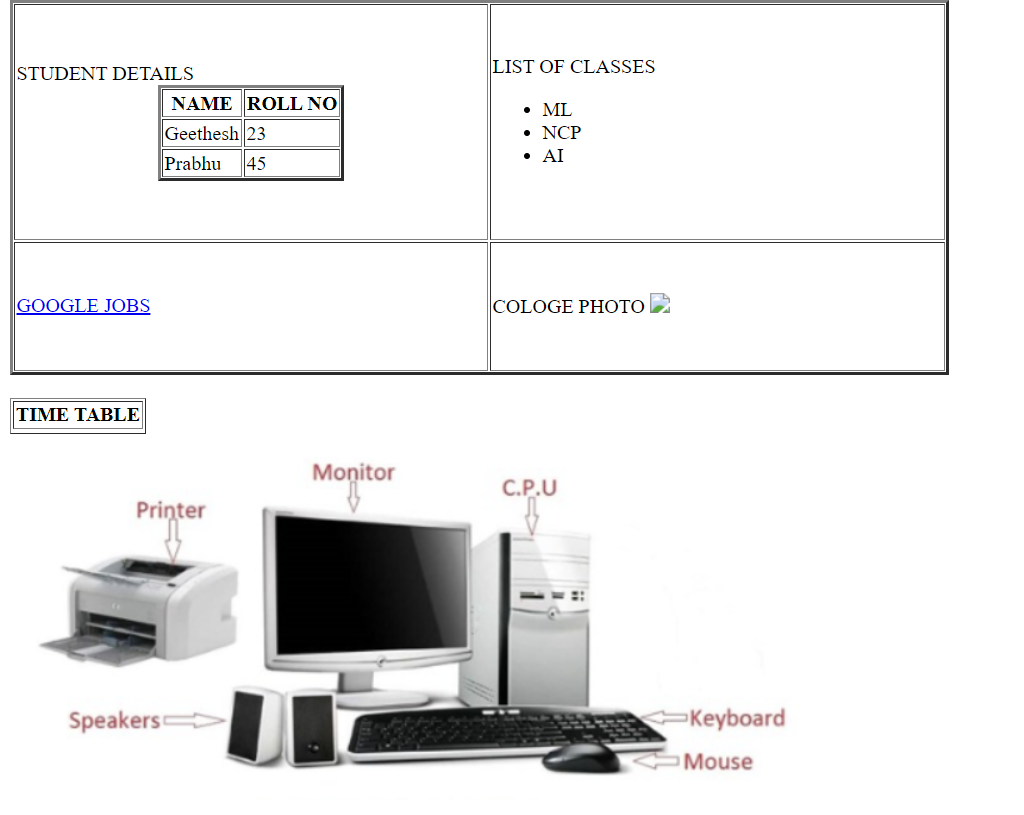 STUDENT DETAILS
NAME ROLL NO
Geethesh 23
Prabhu 45
LIST OF CLASSES
ML
NCP
AI
GOOGLE JOBS
COLOGE PHOTO
TIME TABLE
Monitor
C.P.U
Printer
Speakers
Keyboard
Mouse